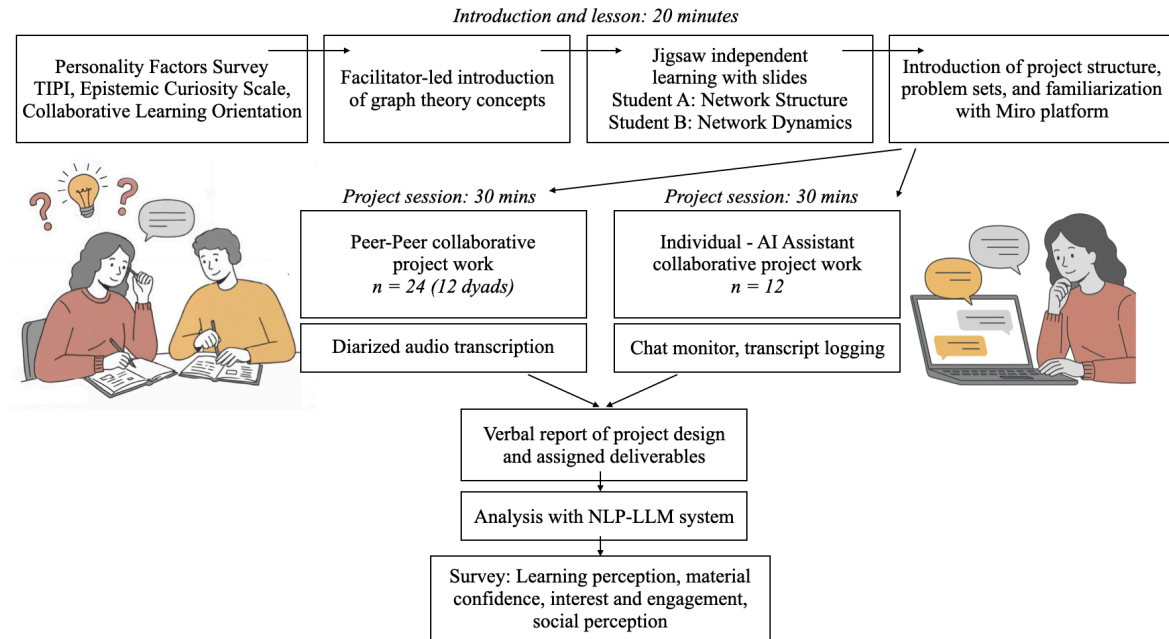 Introduction and lesson: 20 minutes
Personality Factors Survey
TIPI, Epistemic Curiosity Scale,
Collaborative Learning Orientation
Facilitator-led introduction
of graph theory concepts
Jigsaw independent
learning with slides
Student A: Network Structure
Student B: Network Dynamics
Introduction of project structure,
problem sets, and familiarization
with Miro platform
? ?
Project session: 30 mins
Peer-Peer collaborative
project work
n = 24 (12 dyads)
Diarized audio transcription
Project session: 30 mins
Individual - AI Assistant
collaborative project work
n = 12
Chat monitor, transcript logging
Verbal report of project design
and assigned deliverables
Analysis with NLP-LLM system
Survey: Learning perception, material
confidence, interest and engagement,
social perception